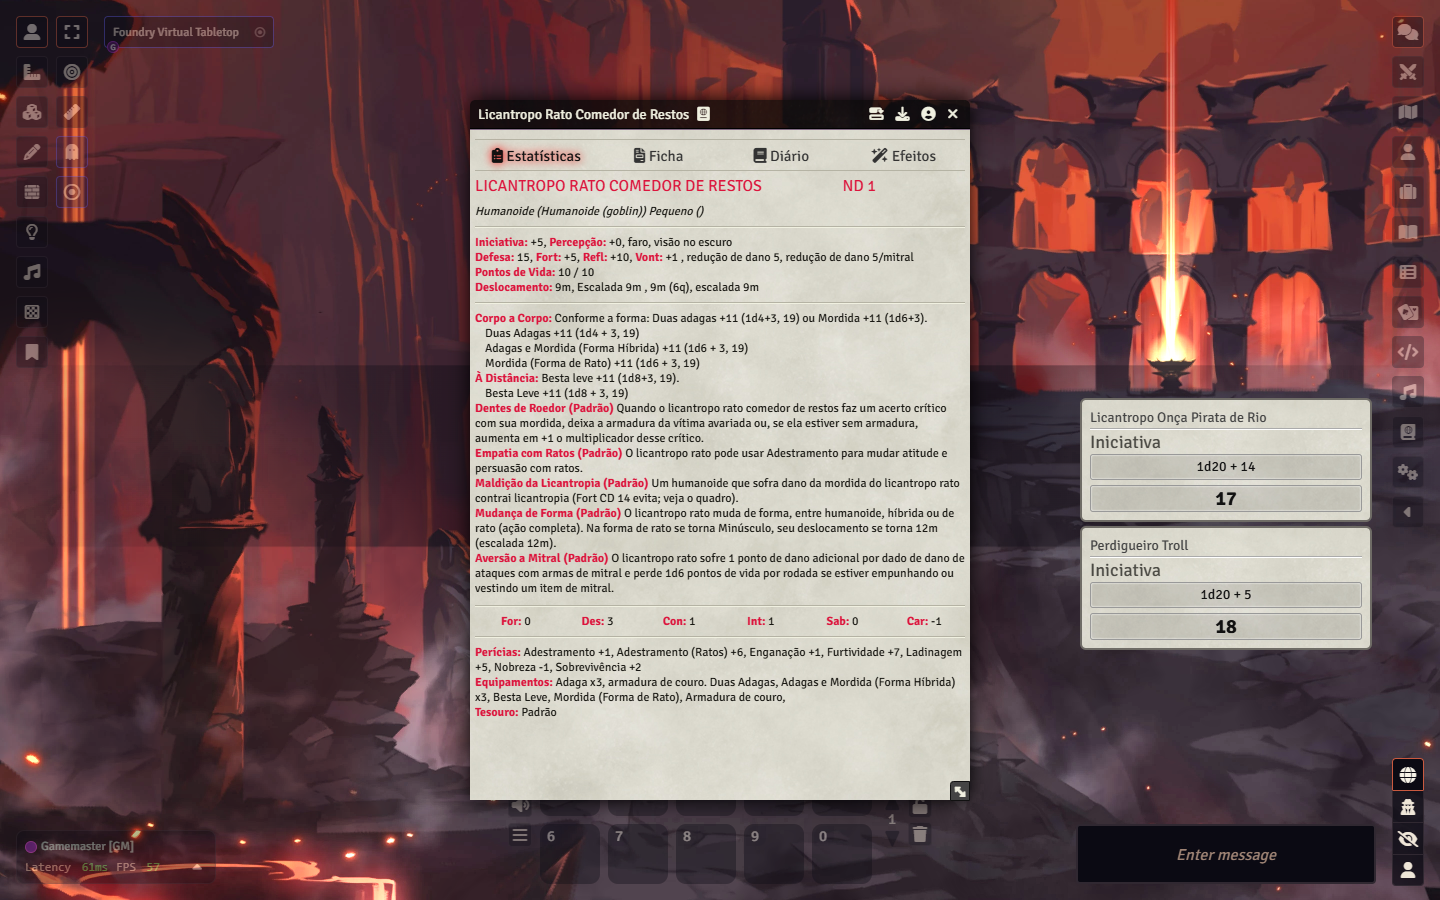 Foundry Virtual Tabletop
G
Licantropo Rato Comedor de Restos
Estatísticas
Ficha
Diário
Efeitos
LICANTROPO RATO COMEDOR DE RESTOS
ND 1
Humanoide (Humanoide (goblin)) Pequeno ()
Iniciativa: +5, Percepção: +0, faro, visão no escuro
Defesa: 15, Fort: +5, Refl: +10, Vont: +1 , redução de dano 5, redução de dano 5/mitral
Pontos de Vida: 10 / 10
Deslocamento: 9m, Escalada 9m , 9m (6q), escalada 9m
Corpo a Corpo: Conforme a forma: Duas adagas +11 (1d4+3, 19) ou Mordida +11 (1d6+3).
Duas Adagas +11 (1d4 + 3, 19)
Adagas e Mordida (Forma Híbrida) +11 (1d6 + 3, 19)
Mordida (Forma de Rato) +11 (1d6 + 3, 19)
À Distância: Besta leve +11 (1d8+3, 19).
Besta Leve +11 (1d8 + 3, 19)
Dentes de Roedor (Padrão) Quando o licantropo rato comedor de restos faz um acerto crítico
com sua mordida, deixa a armadura da vítima avariada ou, se ela estiver sem armadura,
aumenta em +1 o multiplicador desse crítico.
Empatia com Ratos (Padrão) O licantropo rato pode usar Adestramento para mudar atitude e
persuasão com ratos.
Maldição da Licantropia (Padrão) Um humanoide que sofra dano da mordida do licantropo rato
contrai licantropia (Fort CD 14 evita; veja o quadro).
Mudança de Forma (Padrão) O licantropo rato muda de forma, entre humanoide, híbrida ou de
rato (ação completa). Na forma de rato se torna Minúsculo, seu deslocamento se torna 12m
(escalada 12m).
Aversão a Mitral (Padrão) O licantropo rato sofre 1 ponto de dano adicional por dado de dano de
ataques com armas de mitral e perde 1d6 pontos de vida por rodada se estiver empunhando ou
vestindo um item de mitral.
For: 0
Des: 3
Con: 1
Int: 1
Sab: 0
Car: -1
Perícias: Adestramento +1, Adestramento (Ratos) +6, Enganação +1, Furtividade +7, Ladinagem
+5, Nobreza -1, Sobrevivência +2
Equipamentos: Adaga x3, armadura de couro. Duas Adagas, Adagas e Mordida (Forma Híbrida)
x3, Besta Leve, Mordida (Forma de Rato), Armadura de couro,
Tesouro: Padrão
Licantropo Onça Pirata de Rio
Iniciativa
1d20 + 14
17
Perdigueiro Troll
Iniciativa
1d20 + 5
18
1
6
7
8
9
0
Gamemaster [GM]
Latency 61ms FPS 57
Enter message